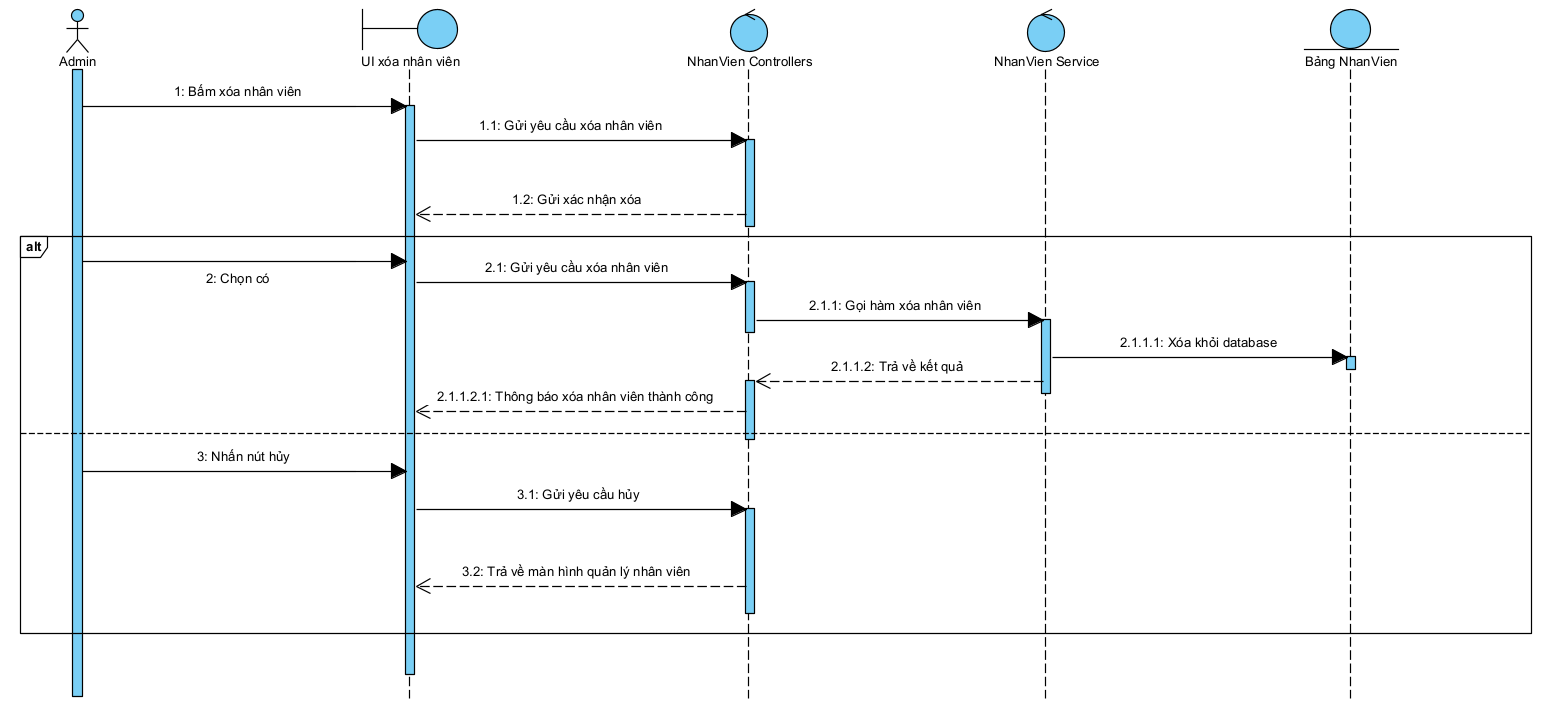 Admin
UI xóa nhân viên
NhanVien Controllers
NhanVien Service
Bảng NhanVien
1: Bấm xóa nhân viên
1.1: Gửi yêu cầu xóa nhân viên
1.2: Gửi xác nhận xóa
alt
2: Chọn có
2.1: Gửi yêu cầu xóa nhân viên
2.1.1: Gọi hàm xóa nhân viên
2.1.1.1: Xóa khỏi database
2.1.1.2: Trả về kết quả
2.1.1.2.1: Thông báo xóa nhân viên thành công
3: Nhấn nút hủy
3.1: Gửi yêu cầu hủy
3.2: Trả về màn hình quản lý nhân viên